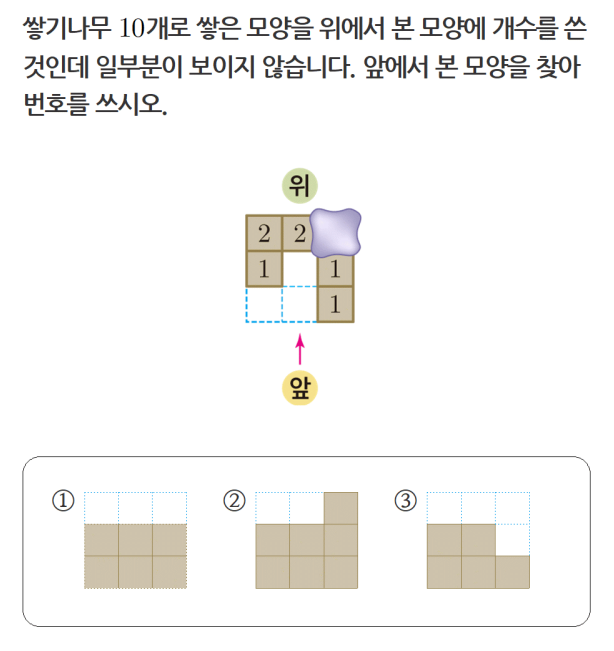 쌓기나무 10개로 쌓은 모양을 위에서 본 모양에 개수를 쓴
것인데 일부분이 보이지 않습니다. 앞에서 본 모양을 찾아
번호를 쓰시오.
위
2 2
1 1
1
앞
① ② ③